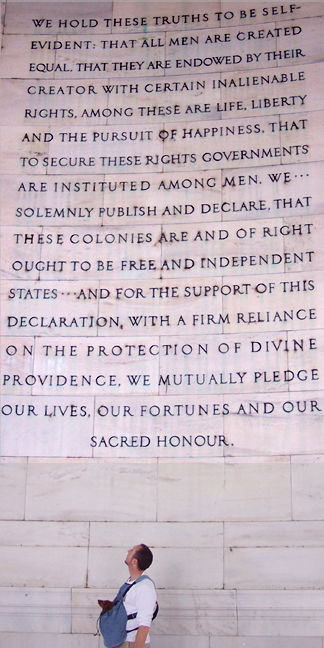 WE HOLD THESE TRUTHS TO BE SELF-
EVIDENT: THAT ALL MEN ARE CREATED
EQUAL, THAT THEY ARE ENDOWED BY THEIR
CREATOR WITH CERTAIN INALIENABLE
RIGHTS, AMONG THESE ARE LIFE, LIBERTY
AND THE PURSUIT OF HAPPINESS, THAT
TO SECURE THESE RIGHTS GOVERNMENTS
ARE INSTITUTED AMONG MEN. WE···
SOLEMNLY PUBLISH AND DECLARE, THAT
THESE COLONIES ARE AND OF RIGHT
OUGHT TO BE FREE AND INDEPENDENT
STATES···AND FOR THE SUPPORT OF THIS
DECLARATION, WITH A FIRM RELIANCE
ON THE PROTECTION OF DIVINE
PROVIDENCE, WE MUTUALLY PLEDGE
OUR LIVES, OUR FORTUNES AND OUR
SACRED HONOUR.